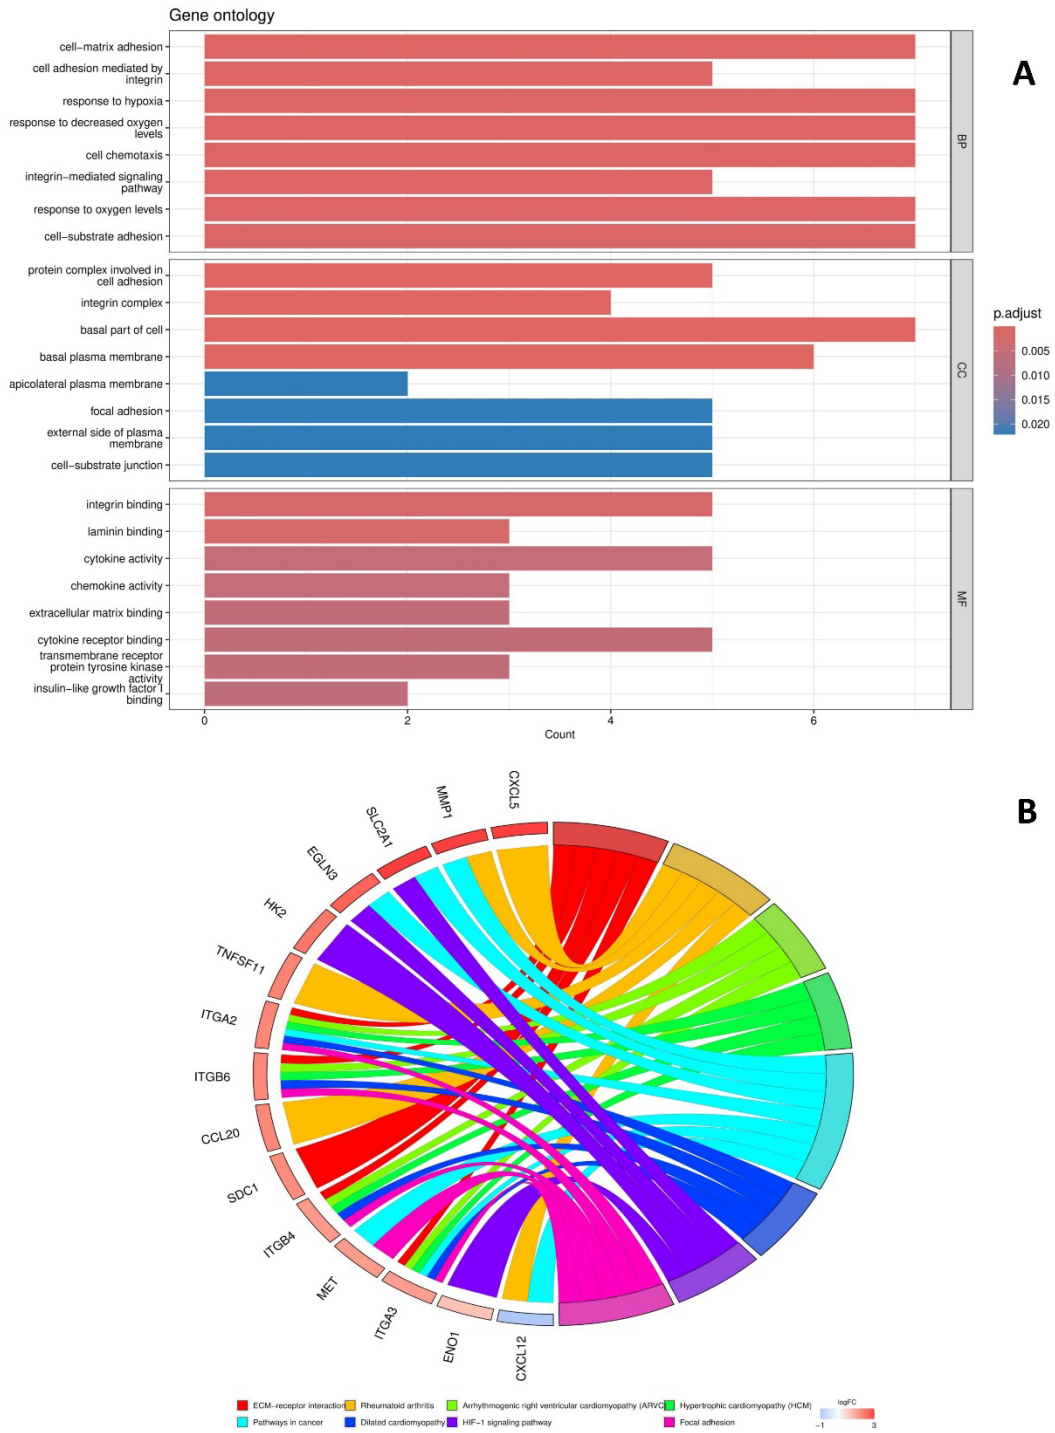 Gene ontology
A
cell−matrix adhesion
cell adhesion mediated by
integrin
response to hypoxia
response to decreased oxygen
levels
cell chemotaxis
integrin−mediated signaling
pathway
response to oxygen levels
cell−substrate adhesion
BP
protein complex involved in
cell adhesion
integrin complex
basal part of cell
basal plasma membrane
apicolateral plasma membrane
focal adhesion
external side of plasma
membrane
cell−substrate junction
CC
p.adjust
0.005
0.010
0.015
0.020
integrin binding
laminin binding
cytokine activity
chemokine activity
extracellular matrix binding
cytokine receptor binding
transmembrane receptor
protein tyrosine kinase
activity
insulin−like growth factor I
binding
MF
0 2 4 6
Count
B
CXCL5
MMP1
SLC2A1
EGLN3
HK2
TNFSF11
ITGA2
ITGB6
CCL20
SDC1
ITGB4
MET
ITGA3
ENO1
CXCL12
ECM−receptor interaction Rheumatoid arthritis Arrhythmogenic right ventricular cardiomyopathy (ARVC) Hypertrophic cardiomyopathy (HCM)
Pathways in cancer Dilated cardiomyopathy HIF−1 signaling pathway Focal adhesion
logFC
−1 3